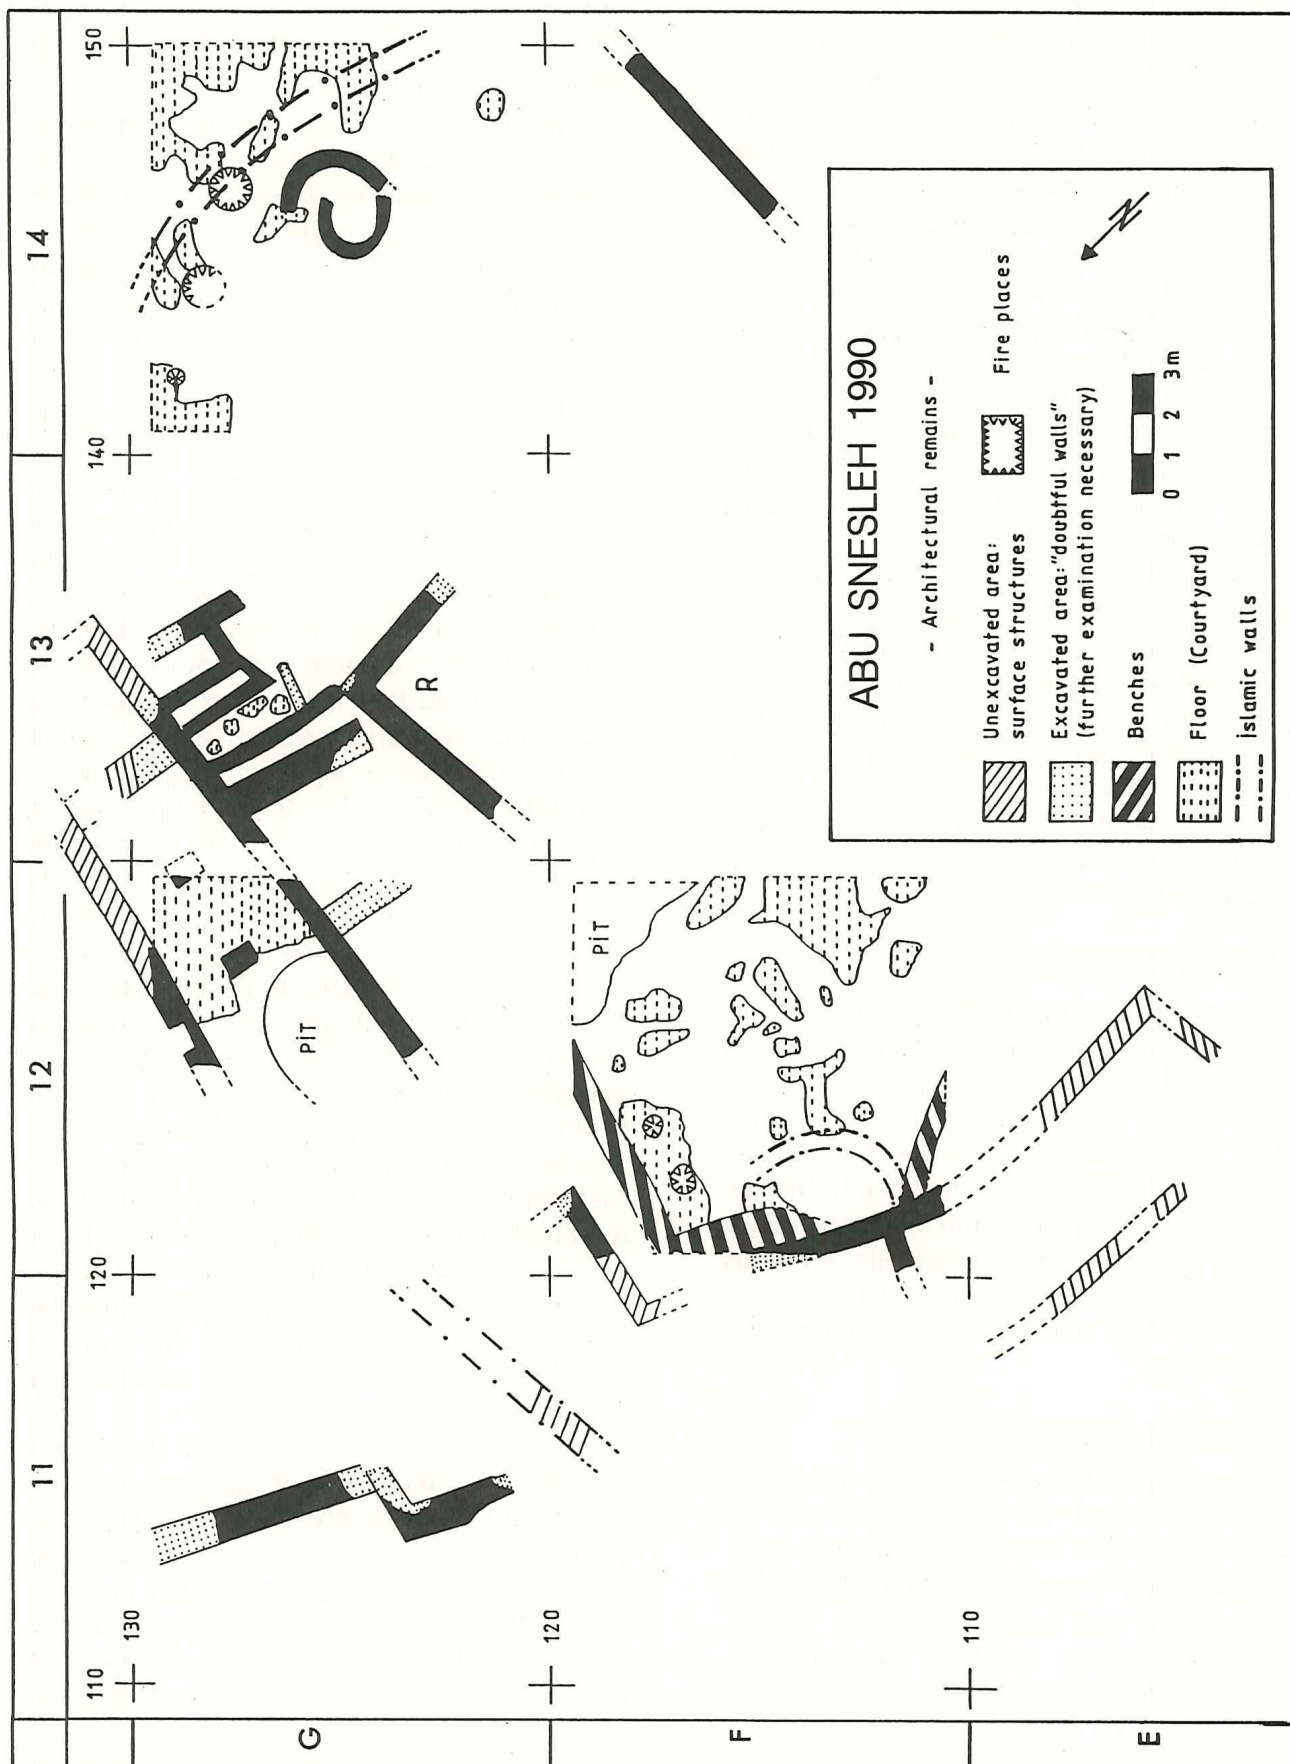 11
12
13
14
110
120
140
150
130
120
110
G
F
E
PiT
PiT
R
ABU SNESLEH 1990
- Architectural remains -
Unexcavated area:
surface structures
Fire places
Excavated area:"doubtful walls"
(further examination necessary)
Benches
0 1 2 3m
Floor (Courtyard)
islamic walls